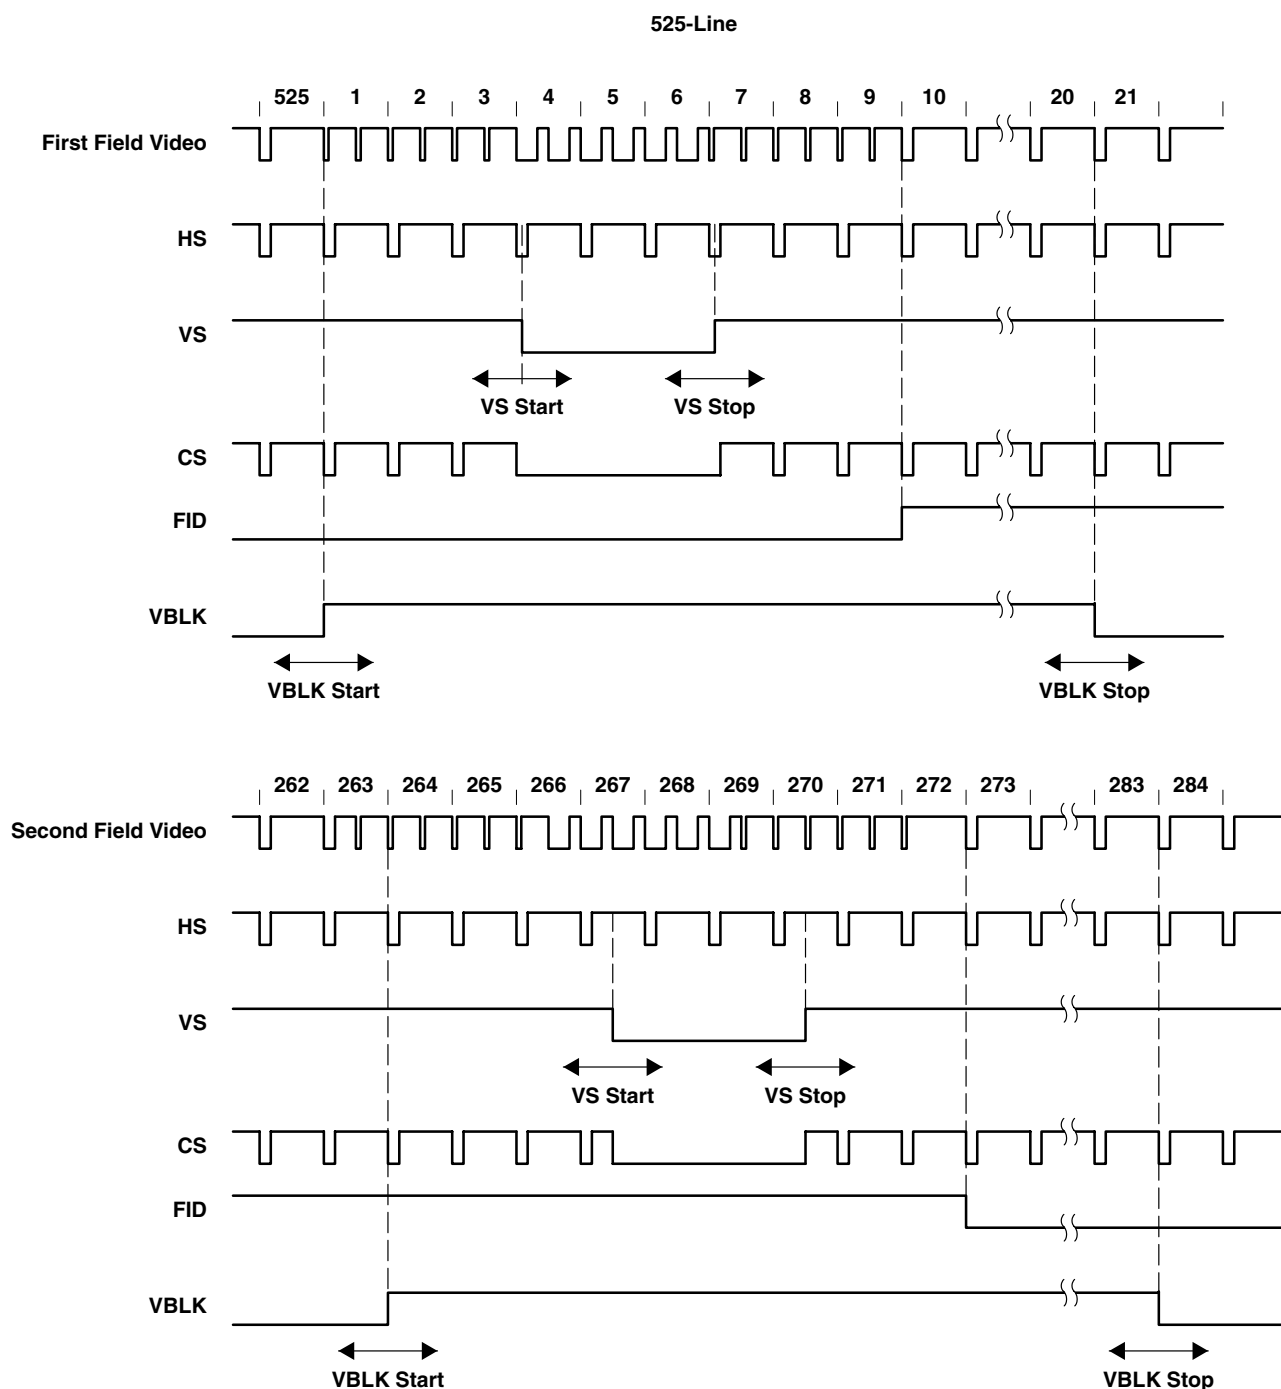 525-Line
525 1 2 3 4 5 6 7 8 9 10 20 21
First Field Video
HS
VS
VS Start VS Stop
CS
FID
VBLK
VBLK Start VBLK Stop
262 263 264 265 266 267 268 269 270 271 272 273 283 284
Second Field Video
HS
VS
VS Start VS Stop
CS
FID
VBLK
VBLK Start VBLK Stop